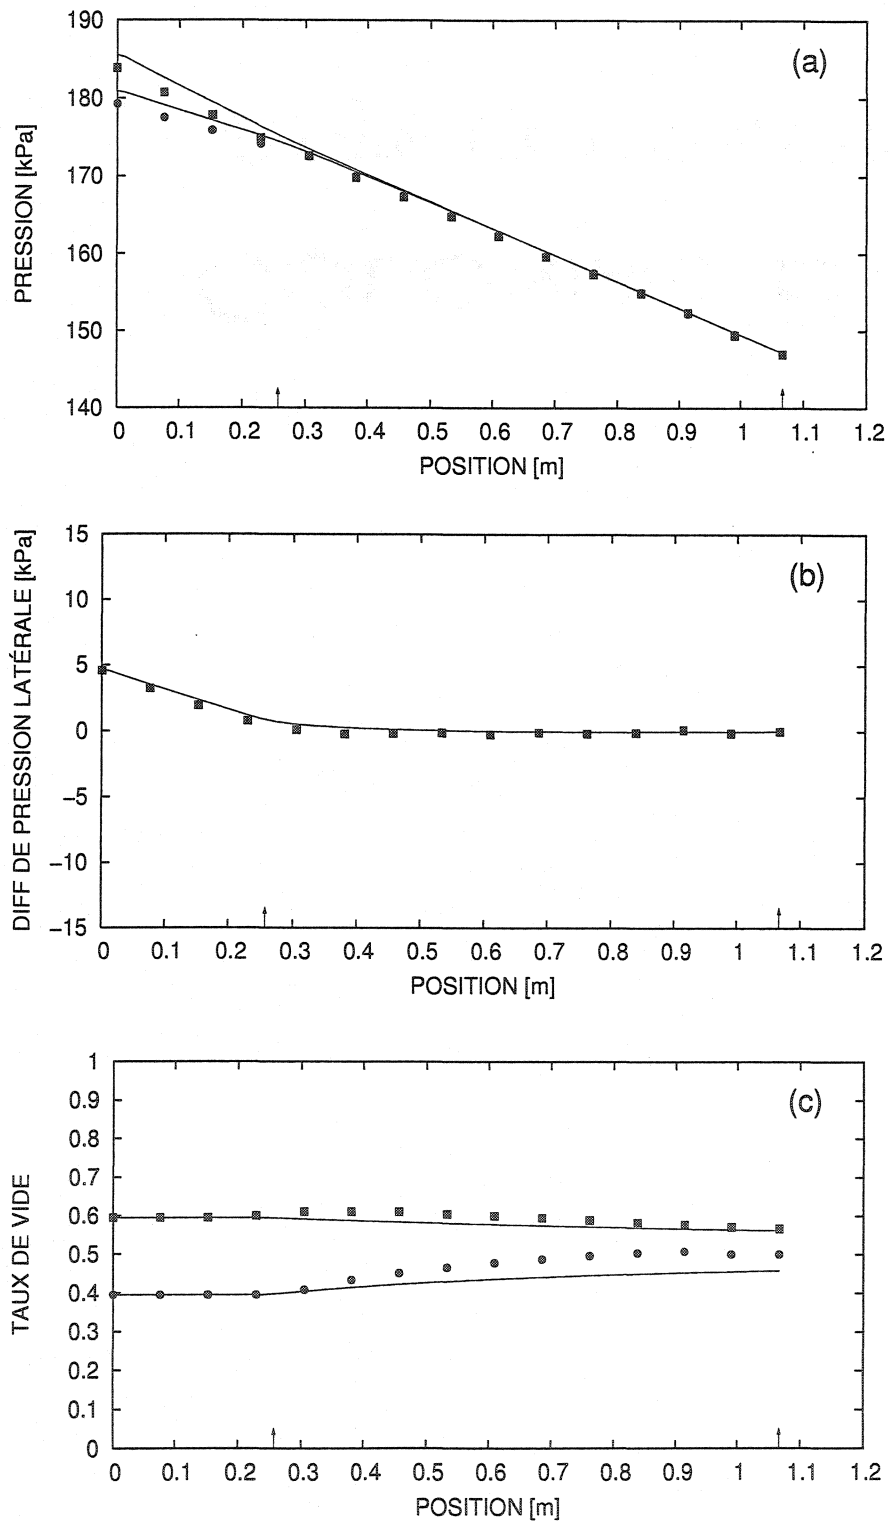 190
180
170
160
150
140
PRESSION [kPa]
(a)
0 0.1 0.2 0.3 0.4 0.5 0.6 0.7 0.8 0.9 1 1.1 1.2
POSITION [m]
15
10
5
0
−5
−10
−15
DIFF DE PRESSION LATÉRALE [kPa]
(b)
0 0.1 0.2 0.3 0.4 0.5 0.6 0.7 0.8 0.9 1 1.1 1.2
POSITION [m]
1
0.9
0.8
0.7
0.6
0.5
0.4
0.3
0.2
0.1
0
TAUX DE VIDE
(c)
0 0.1 0.2 0.3 0.4 0.5 0.6 0.7 0.8 0.9 1 1.1 1.2
POSITION [m]